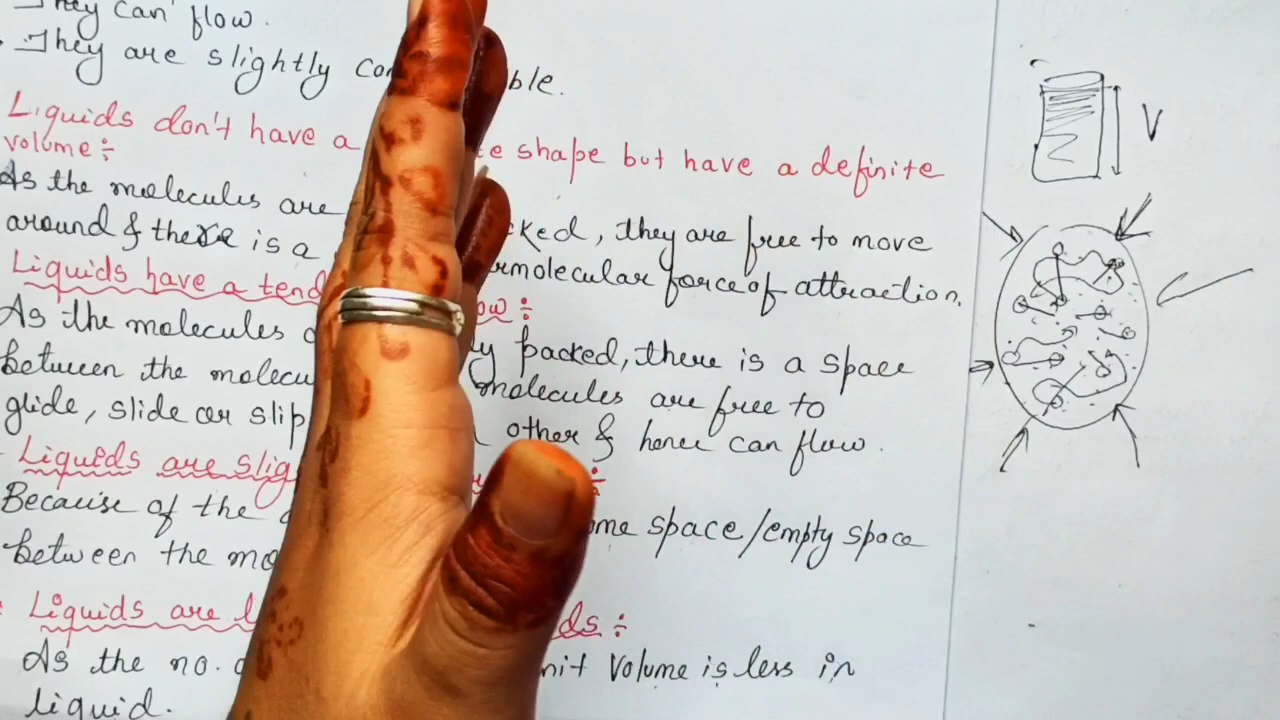 They can flow.
They are slightly ble.
Liquids don't have a shape but have a definite V
volume÷
As the molecules are cked, they are free to move
around & there is a rmolecular force of attraction.
Liquids have a tend ow÷
As the molecules ly packed, there is a space
between the molecu molecules are free to
glide, slide or slip other & hence can flow.
Liquids are slig
Because of the me space/empty space
between the mo
Liquids are l ds÷
As the no. nit Volume is less in
liquid.